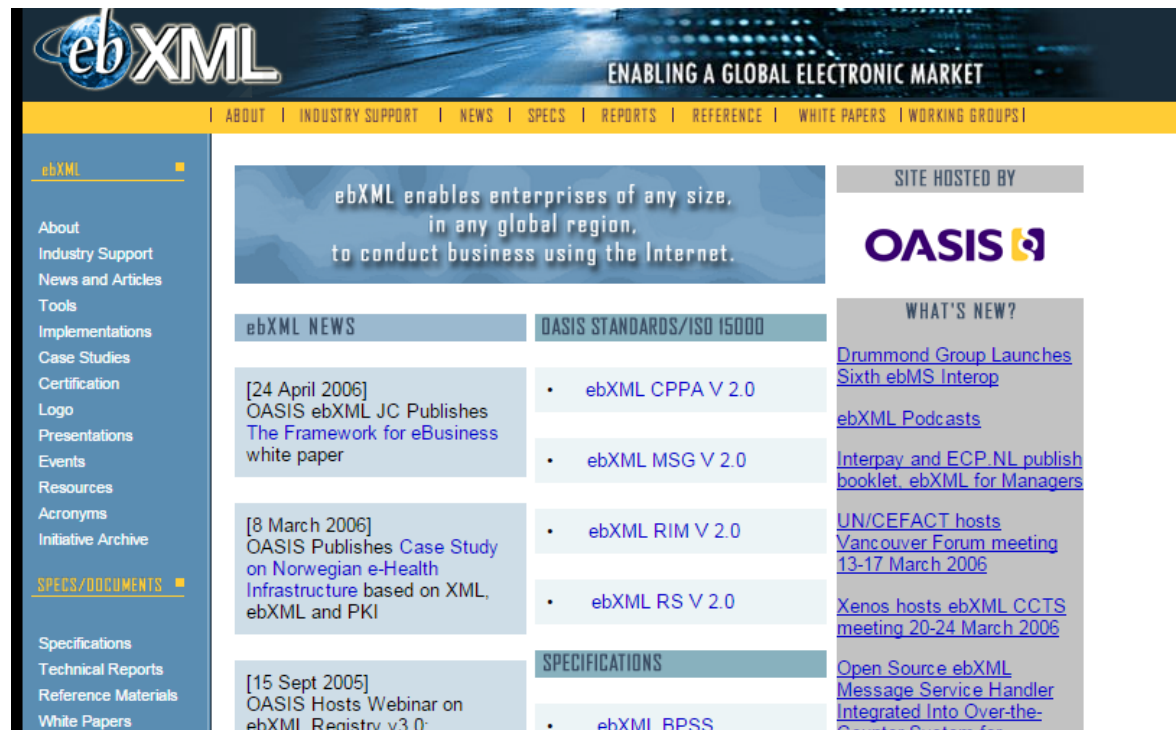 ebXML
ENABLING A GLOBAL ELECTRONIC MARKET
| ABOUT | INDUSTRY SUPPORT | NEWS | SPECS | REPORTS | REFERENCE | WHITE PAPERS | WORKING GROUPS |
ebXML
About
Industry Support
News and Articles
Tools
Implementations
Case Studies
Certification
Logo
Presentations
Events
Resources
Acronyms
Initiative Archive
SPECS/DOCUMENTS
Specifications
Technical Reports
Reference Materials
White Papers
ebXML enables enterprises of any size,
in any global region,
to conduct business using the Internet.
ebXML NEWS
[24 April 2006]
OASIS ebXML JC Publishes
The Framework for eBusiness
white paper
[8 March 2006]
OASIS Publishes Case Study
on Norwegian e-Health
Infrastructure based on XML,
ebXML and PKI
[15 Sept 2005]
OASIS Hosts Webinar on
ebXML Registry v3.0:
OASIS STANDARDS/ISO 15000
• ebXML CPPA V 2.0
• ebXML MSG V 2.0
• ebXML RIM V 2.0
• ebXML RS V 2.0
SPECIFICATIONS
• ebXML BPSS
SITE HOSTED BY
OASIS
WHAT'S NEW?
Drummond Group Launches
Sixth ebMS Interop
ebXML Podcasts
Interpay and ECP.NL publish
booklet, ebXML for Managers
UN/CEFACT hosts
Vancouver Forum meeting
13-17 March 2006
Xenos hosts ebXML CCTS
meeting 20-24 March 2006
Open Source ebXML
Message Service Handler
Integrated Into Over-the-
Counter System for